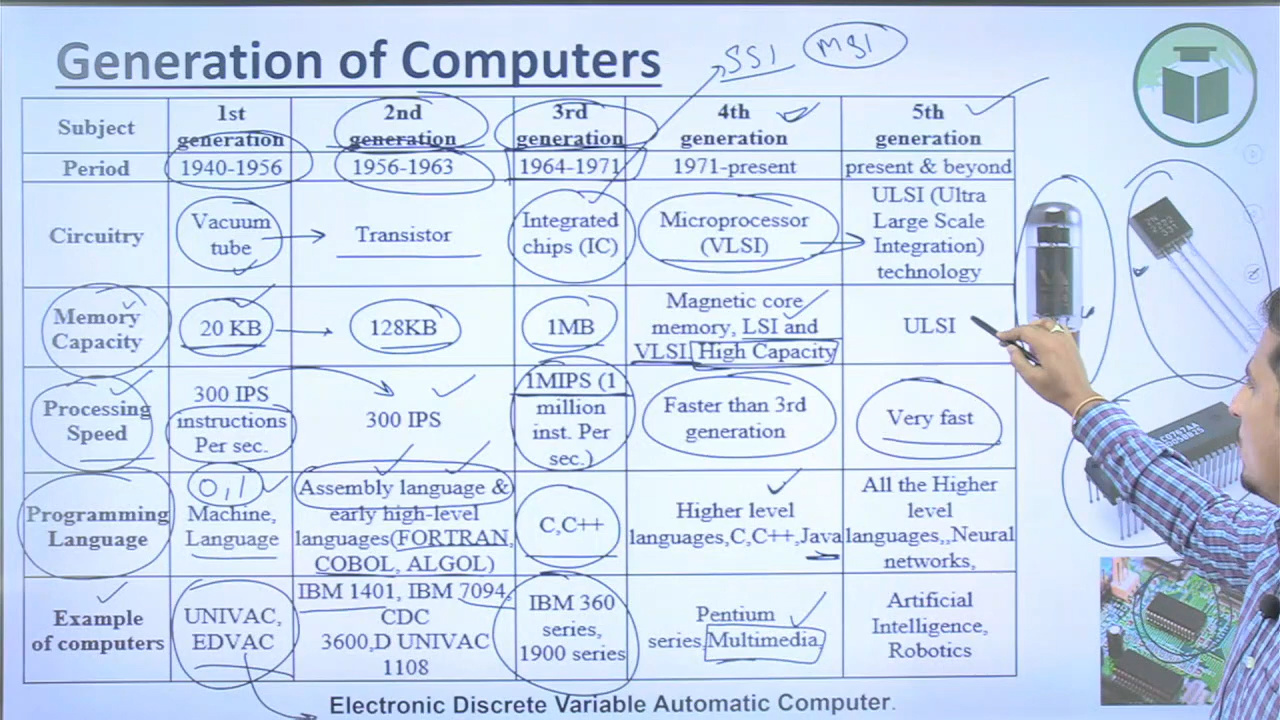 Generation of Computers
SSI
MSI
Subject
1st
generation
2nd
generation
3rd
generation
4th
generation
5th
generation
Period
1940-1956
1956-1963
1964-1971
1971-present
present & beyond
Circuitry
Vacuum
tube
Transistor
Integrated
chips (IC)
Microprocessor
(VLSI)
ULSI (Ultra
Large Scale
Integration)
technology
Memory
Capacity
20 KB
128KB
1MB
Magnetic core
memory, LSI and
VLSI High Capacity
ULSI
Processing
Speed
300 IPS
instructions
Per sec.
300 IPS
1MIPS (1
million
inst. Per
sec.)
Faster than 3rd
generation
Very fast
Programming
Language
0,1
Machine,
Language
Assembly language &
early high-level
languages(FORTRAN,
COBOL, ALGOL)
C,C++
Higher level
languages,C,C++,Java
All the Higher
level
languages,,Neural
networks,
Example
of computers
UNIVAC,
EDVAC
IBM 1401, IBM 7094,
CDC
3600,D UNIVAC
1108
IBM 360
series,
1900 series
Pentium
series,Multimedia,
Artificial
Intelligence,
Robotics
Electronic Discrete Variable Automatic Computer.